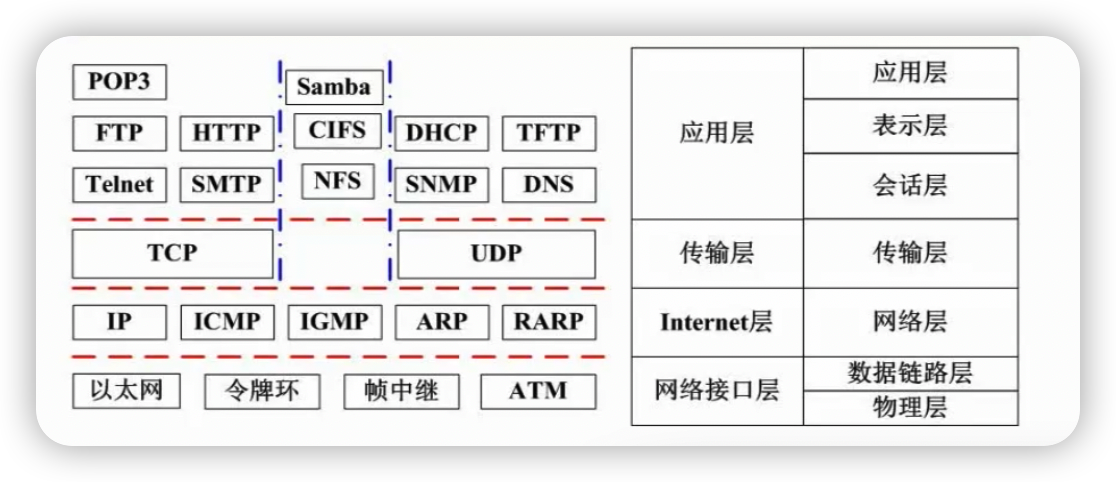 POP3
Samba
FTP HTTP CIFS DHCP TFTP
Telnet SMTP NFS SNMP DNS
TCP UDP
IP ICMP IGMP ARP RARP
以太网 令牌环 帧中继 ATM
应用层 应用层
表示层
会话层
传输层 传输层
Internet层 网络层
网络接口层 数据链路层
物理层